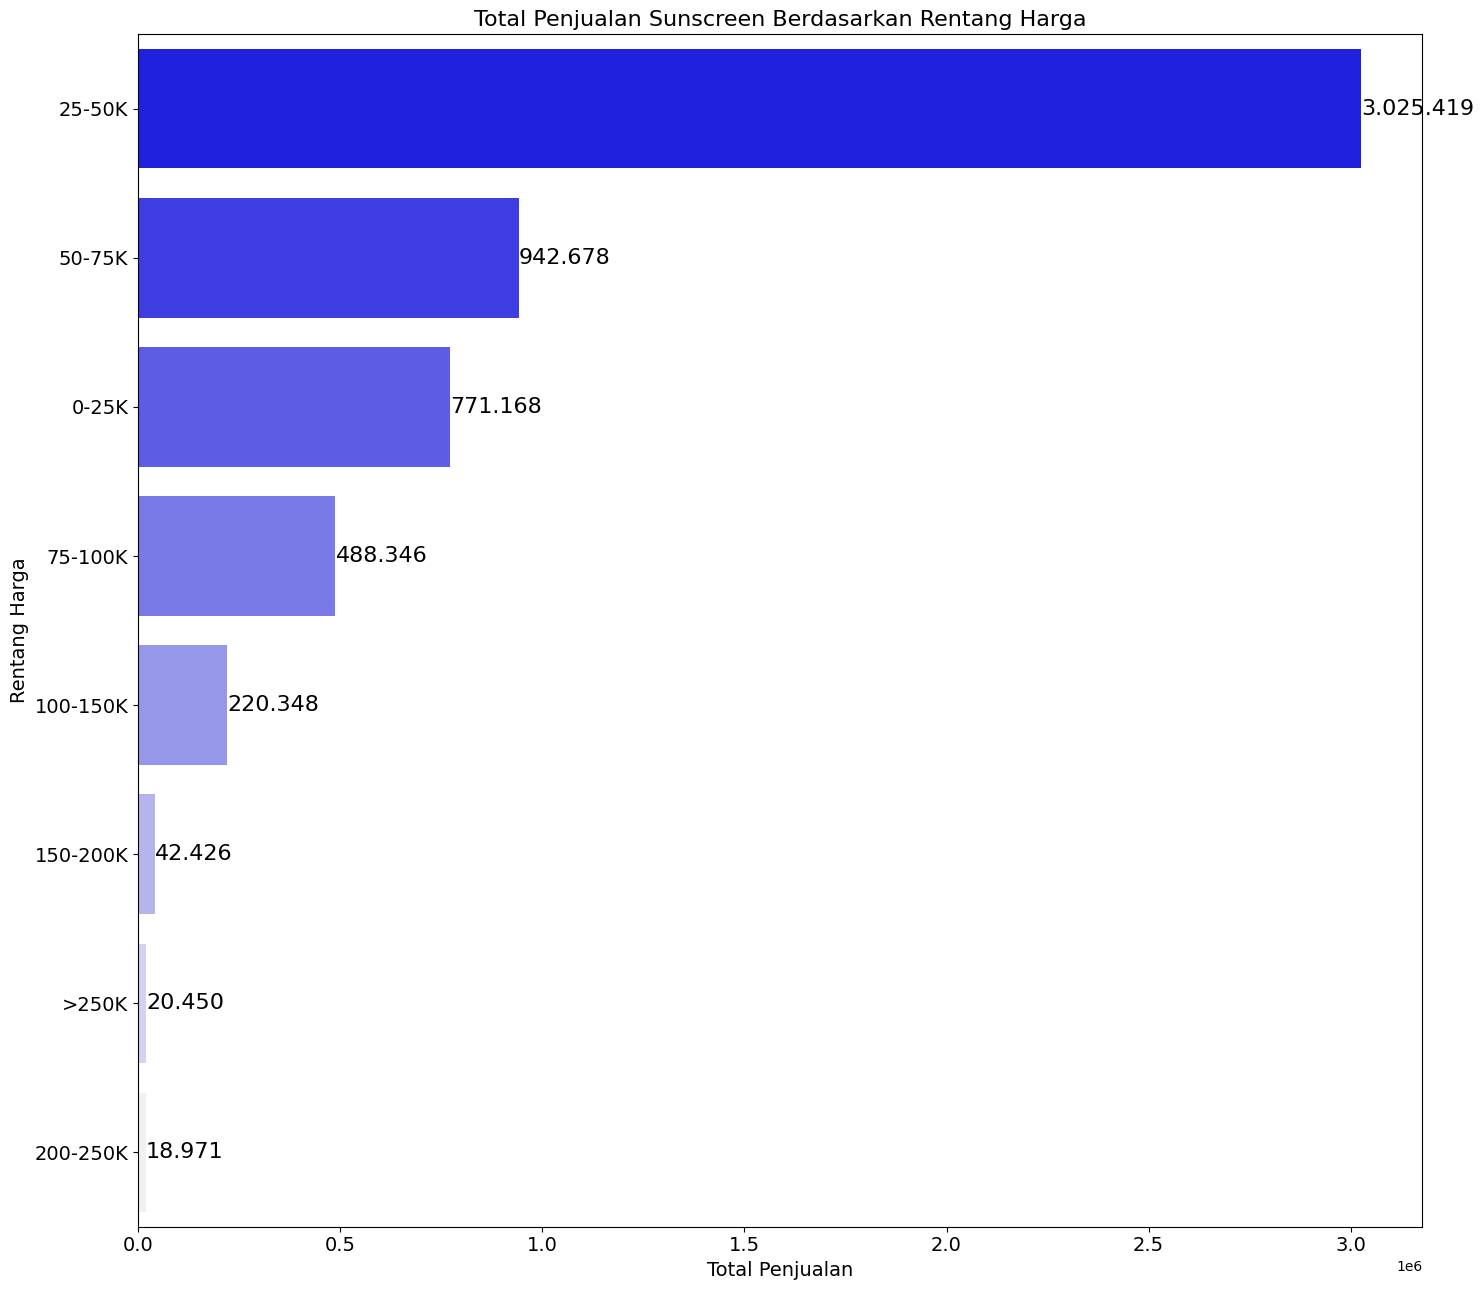 Total Penjualan Sunscreen Berdasarkan Rentang Harga
25-50K
3.025.419
50-75K
942.678
0-25K
771.168
75-100K
488.346
Rentang Harga
100-150K
220.348
150-200K
42.426
>250K
20.450
200-250K
18.971
0.0 0.5 1.0 1.5 2.0 2.5 3.0
1e6
Total Penjualan